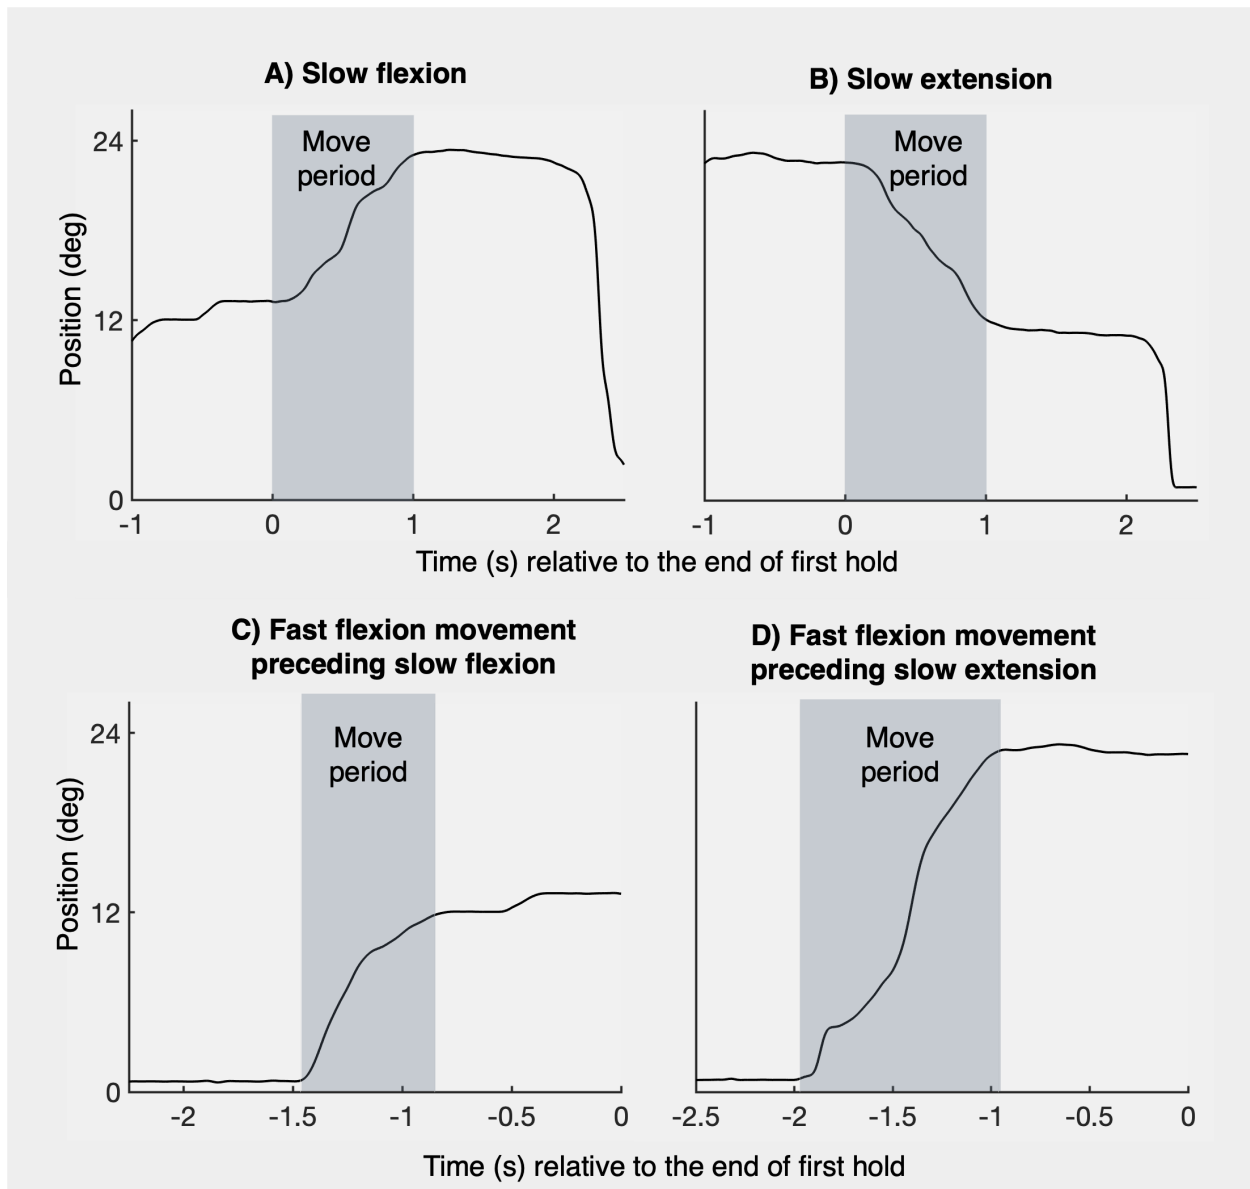 A) Slow flexion
B) Slow extension
Move
period
Move
period
24
12
0
Position (deg)
-1
0
1
2
-1
0
1
2
Time (s) relative to the end of first hold
C) Fast flexion movement
preceding slow flexion
D) Fast flexion movement
preceding slow extension
Move
period
Move
period
24
12
0
Position (deg)
-2
-1.5
-1
-0.5
0
-2.5
-2
-1.5
-1
-0.5
0
Time (s) relative to the end of first hold